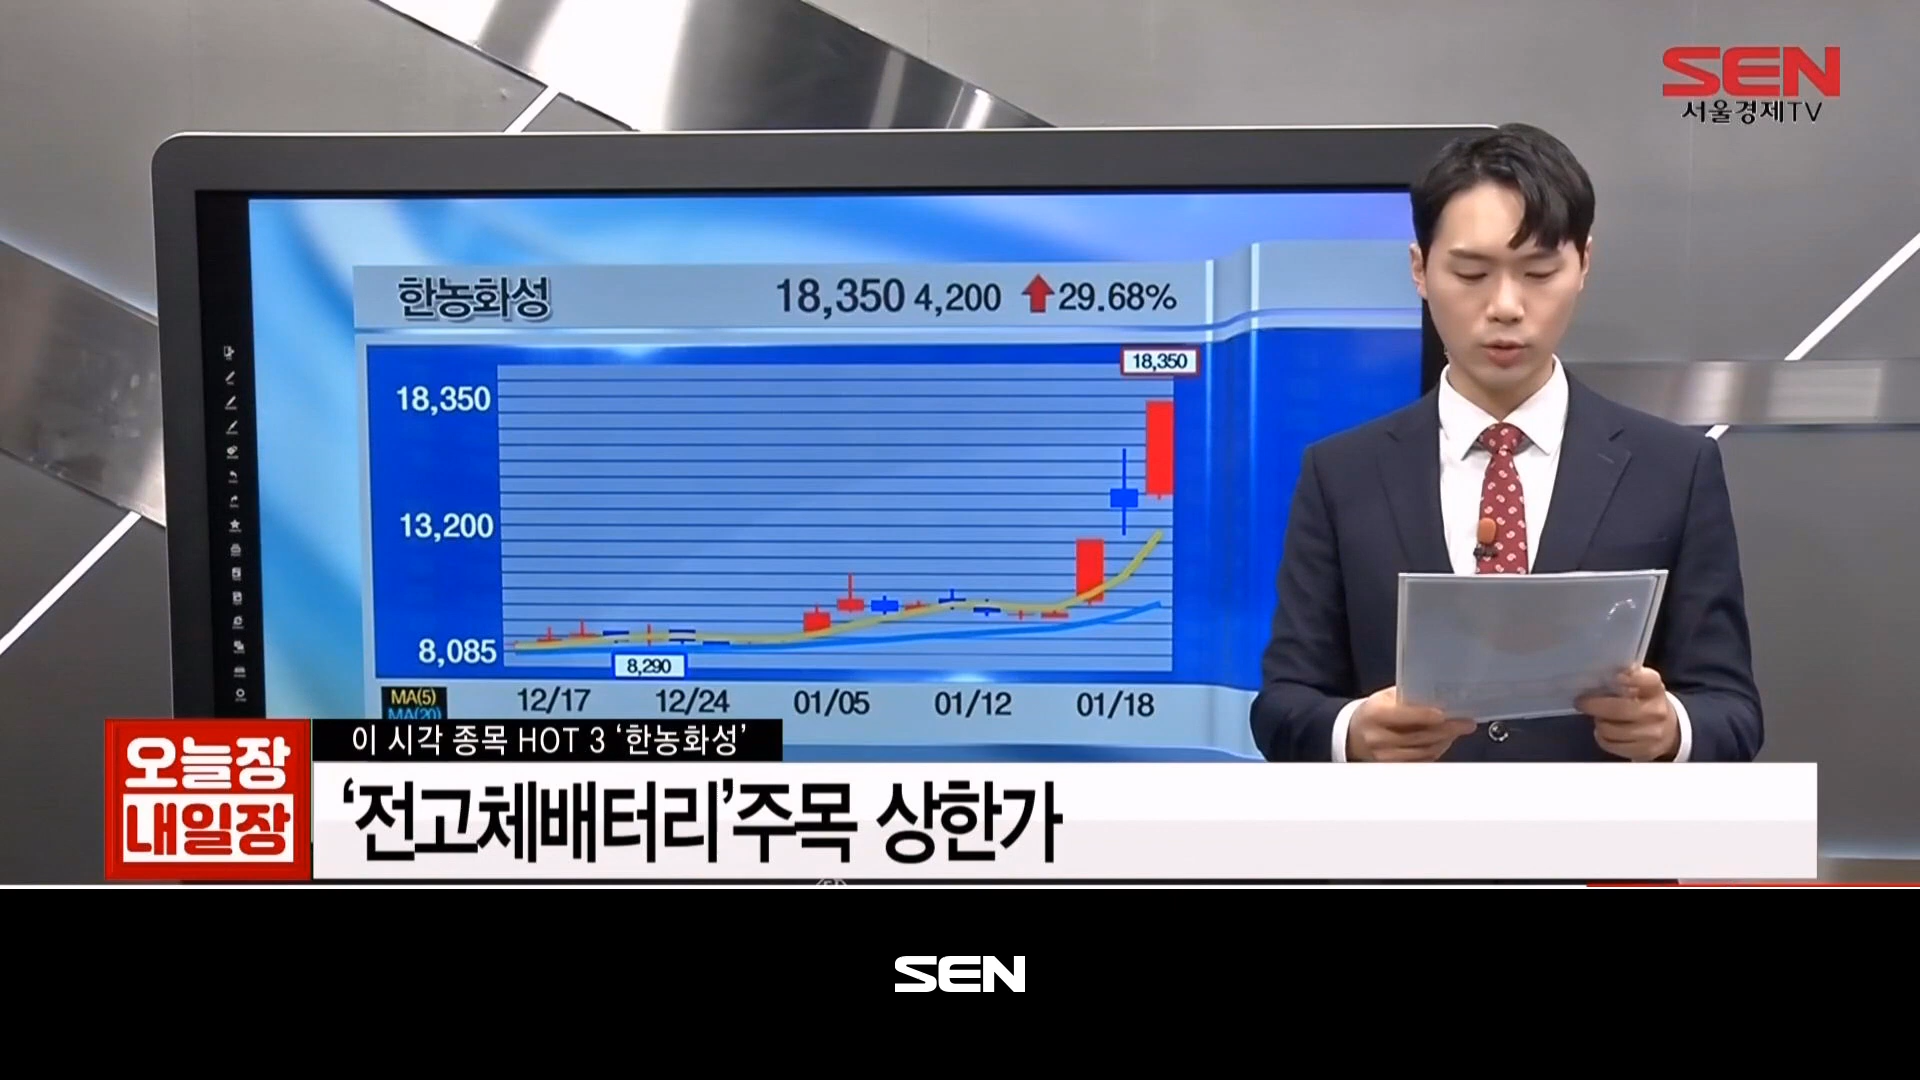 SEN
서울경제TV
한농화성 18,350 4,200 29.68%
18,350
18,350
13,200
8,085
8,290
MA(5)
MA(20)
12/17 12/24 01/05 01/12 01/18
이 시각 종목 HOT 3 ‘한농화성’
오늘장
내일장
‘전고체배터리’주목 상한가
SEN